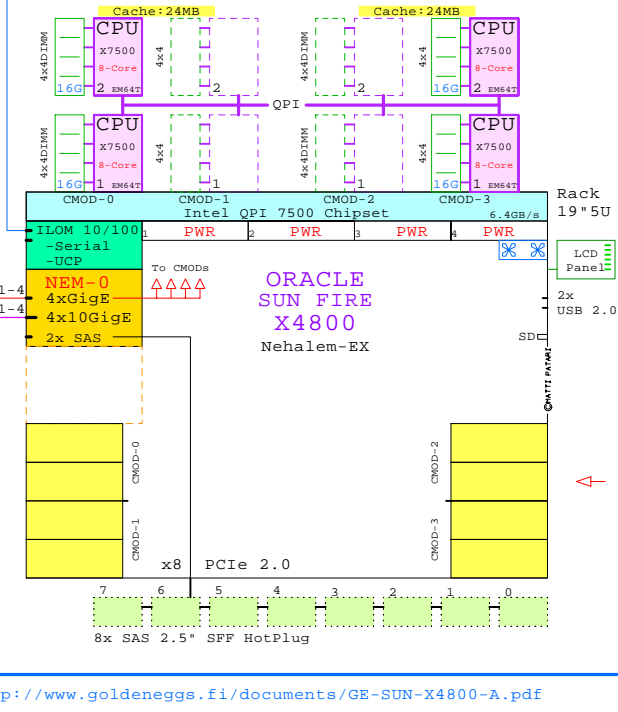 Cache:24MB Cache:24MB
4x4DIMM CPU 4x4 4x4DIMM 4x4 CPU
X7500 X7500
8-Core 8-Core
16G 2 EM64T 2 2 16G 2 EM64T
QPI
4x4DIMM CPU 4x4 4x4DIMM 4x4 CPU
X7500 X7500
8-Core 8-Core
16G 1 EM64T 1 1 16G 1 EM64T
CMOD-0 CMOD-1 CMOD-2 CMOD-3
Intel QPI 7500 Chipset 6.4GB/s
Rack
19"5U
ILOM 10/100 1 PWR 2 PWR 3 PWR 4 PWR
-Serial
-UCP
LCD
Panel
NEM-0
To CMODs
1-4 4xGigE
1-4 4x10GigE
2x SAS
ORACLE
SUN FIRE
X4800
Nehalem-EX
2x
USB 2.0
SD
©HATTI PATARI
CMOD-0 CMOD-2
CMOD-1 CMOD-3
x8 PCIe 2.0
7 6 5 4 3 2 1 0
8x SAS 2.5" SFF HotPlug
p://www.goldeneggs.fi/documents/GE-SUN-X4800-A.pdf